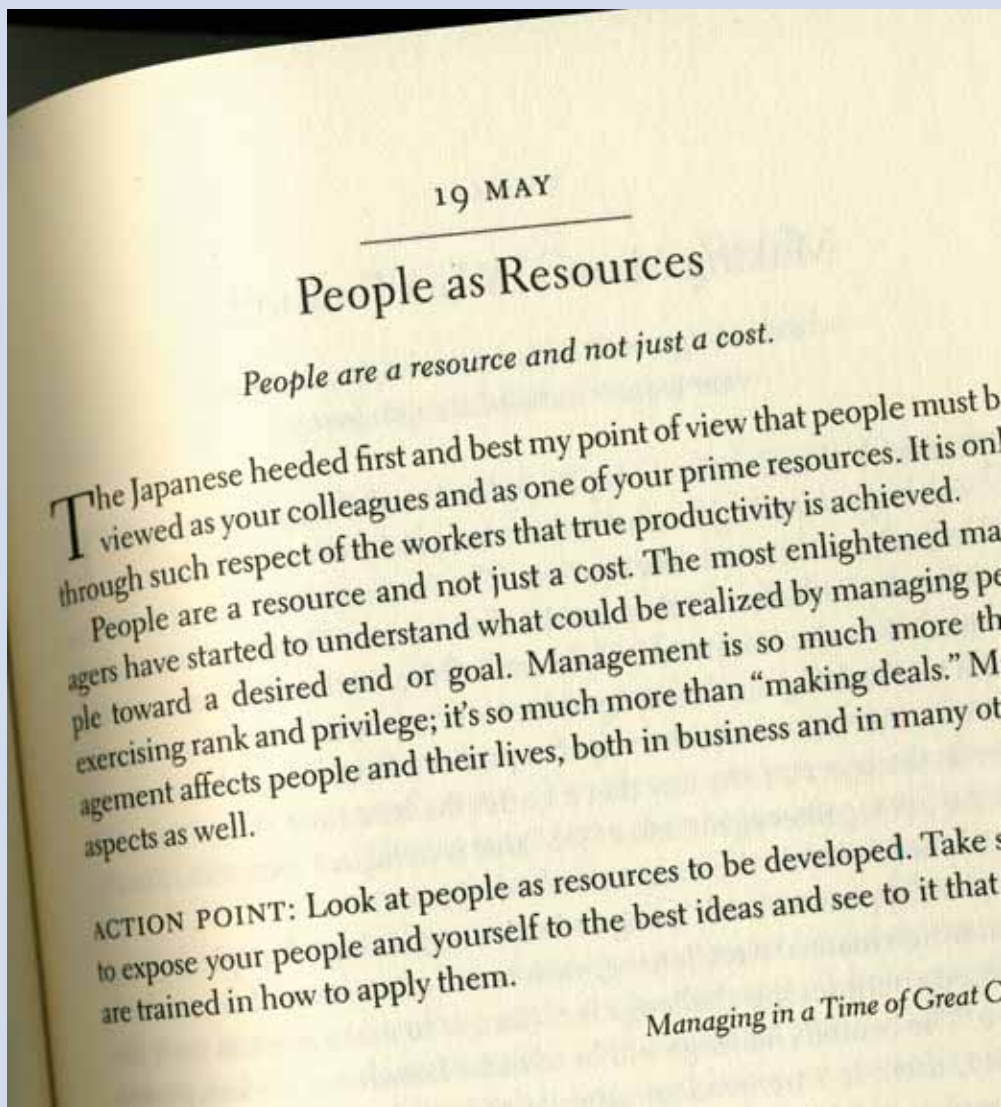 19 MAY
People as Resources
People are a resource and not just a cost.
The Japanese heeded first and best my point of view that people must b
viewed as your colleagues and as one of your prime resources. It is onl
through such respect of the workers that true productivity is achieved.
People are a resource and not just a cost. The most enlightened ma
agers have started to understand what could be realized by managing pe
ple toward a desired end or goal. Management is so much more th
exercising rank and privilege; it's so much more than “making deals.” M
agement affects people and their lives, both in business and in many ot
aspects as well.
ACTION POINT: Look at people as resources to be developed. Take s
to expose your people and yourself to the best ideas and see to it that
are trained in how to apply them.
Managing in a Time of Great C